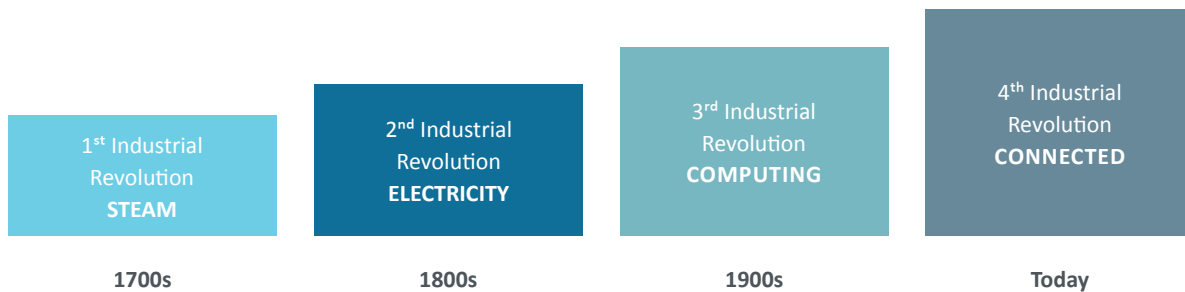 1st Industrial
Revolution
STEAM
2nd Industrial
Revolution
ELECTRICITY
3rd Industrial
Revolution
COMPUTING
4th Industrial
Revolution
CONNECTED
1700s
1800s
1900s
Today